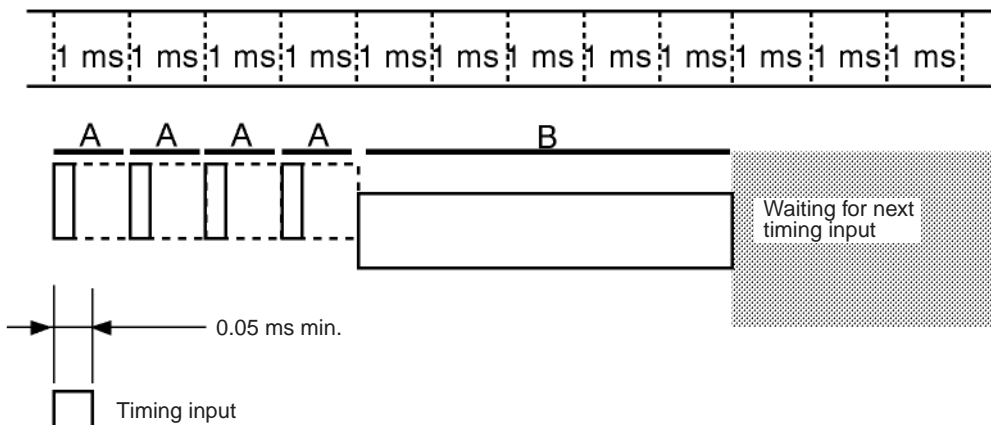 1 ms 1 ms 1 ms 1 ms 1 ms 1 ms 1 ms 1 ms 1 ms 1 ms 1 ms 1 ms
A A A A B
Waiting for next
timing input
0.05 ms min.
Timing input